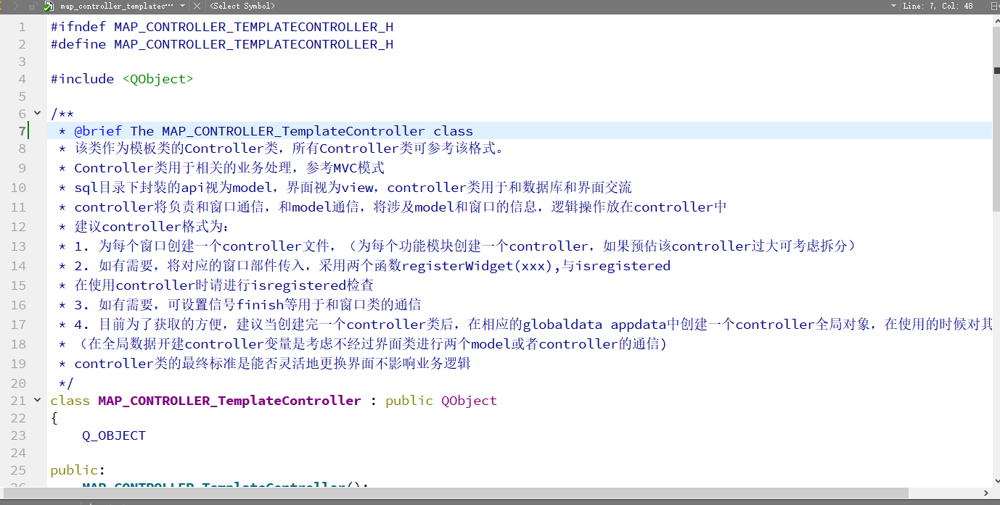 map_controller_templatec··· <Select Symbol> Line: 7, Col: 48
1 #ifndef MAP_CONTROLLER_TEMPLATECONTROLLER_H
2 #define MAP_CONTROLLER_TEMPLATECONTROLLER_H
3
4 #include <QObject>
5
6 /**
7 * @brief The MAP_CONTROLLER_TemplateController class
8 * 该类作为模板类的Controller类，所有Controller类可参考该格式。
9 * Controller类用于相关的业务处理，参考MVC模式
10 * sql目录下封装的api视为model，界面视为view，controller类用于和数据库和界面交流
11 * controller将负责和窗口通信，和model通信，将涉及model和窗口的信息，逻辑操作放在controller中
12 * 建议controller格式为：
13 * 1. 为每个窗口创建一个controller文件，（为每个功能模块创建一个controller，如果预估该controller过大可考虑拆分）
14 * 2. 如有需要，将对应的窗口部件传入，采用两个函数registerWidget(xxx),与isregistered
15 * 在使用controller时请进行isregistered检查
16 * 3. 如有需要，可设置信号finish等用于和窗口类的通信
17 * 4. 目前为了获取的方便，建议当创建完一个controller类后，在相应的globaldata appdata中创建一个controller全局对象，在使用的时候对其
18 * （在全局数据开建controller变量是考虑不经过界面类进行两个model或者controller的通信)
19 * controller类的最终标准是能否灵活地更换界面不影响业务逻辑
20 */
21 class MAP_CONTROLLER_TemplateController : public QObject
22 {
23 Q_OBJECT
24
25 public:
26 MAP_CONTROLLER_TemplateController();